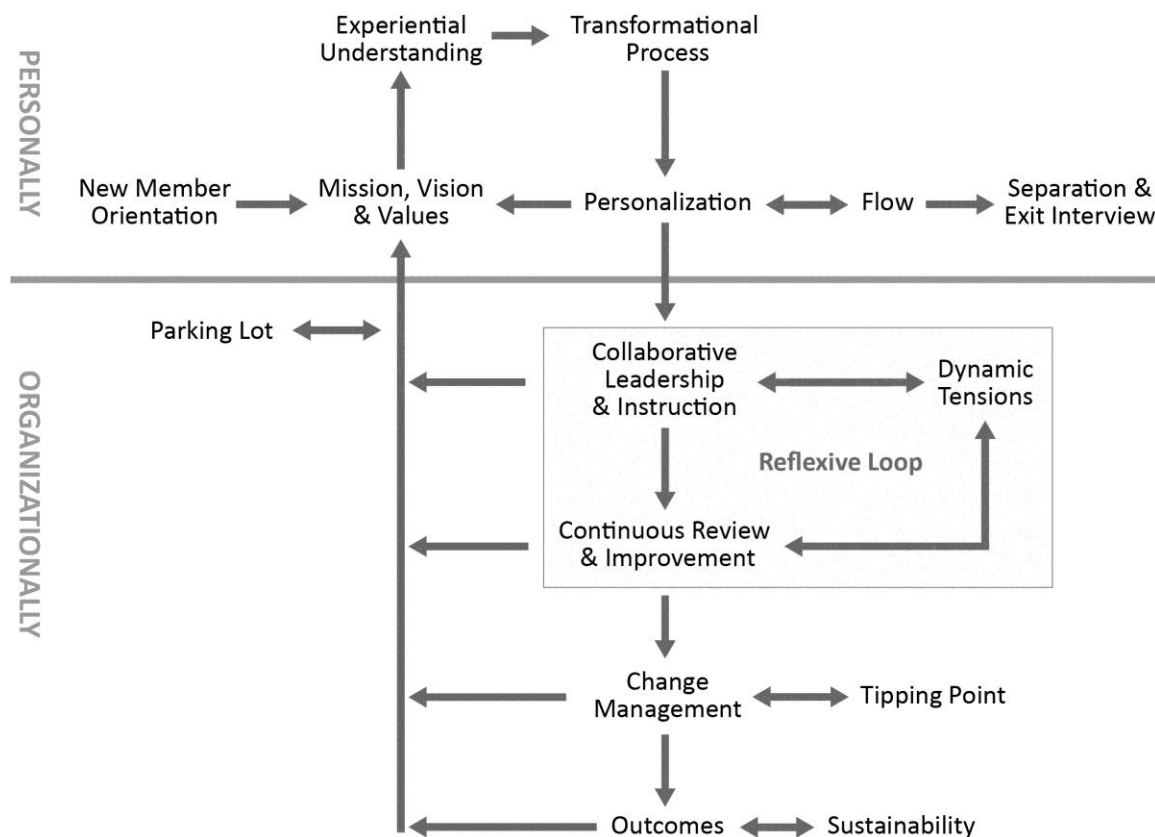 PERSONALLY
Experiential
Understanding
Transformational
Process
New Member
Orientation
Mission, Vision
& Values
Personalization
Flow
Separation &
Exit Interview
ORGANIZATIONALLY
Parking Lot
Collaborative
Leadership
& Instruction
Dynamic
Tensions
Reflexive Loop
Continuous Review
& Improvement
Change
Management
Tipping Point
Outcomes
Sustainability